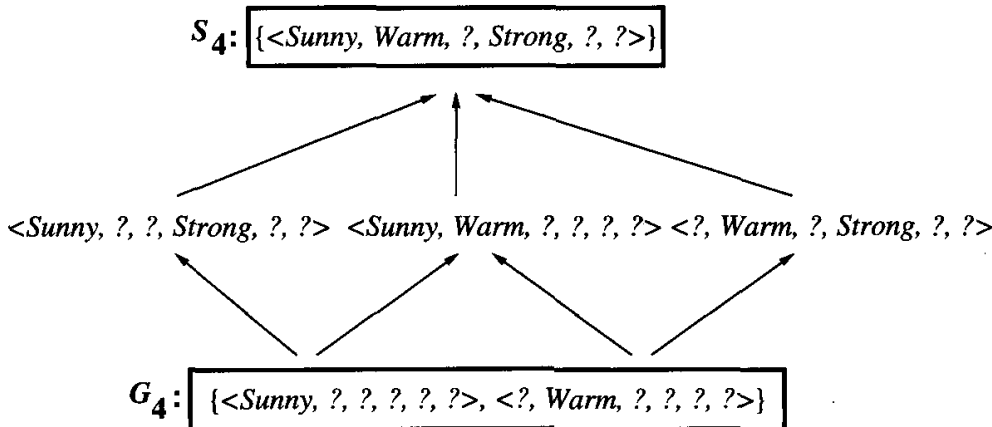 S4: {<Sunny, Warm, ?, Strong, ?, ?>}
<Sunny, ?, ?, Strong, ?, ?> <Sunny, Warm, ?, ?, ?, ?> <?, Warm, ?, Strong, ?, ?>
G4: {<Sunny, ?, ?, ?, ?, ?>, <?, Warm, ?, ?, ?, ?>}